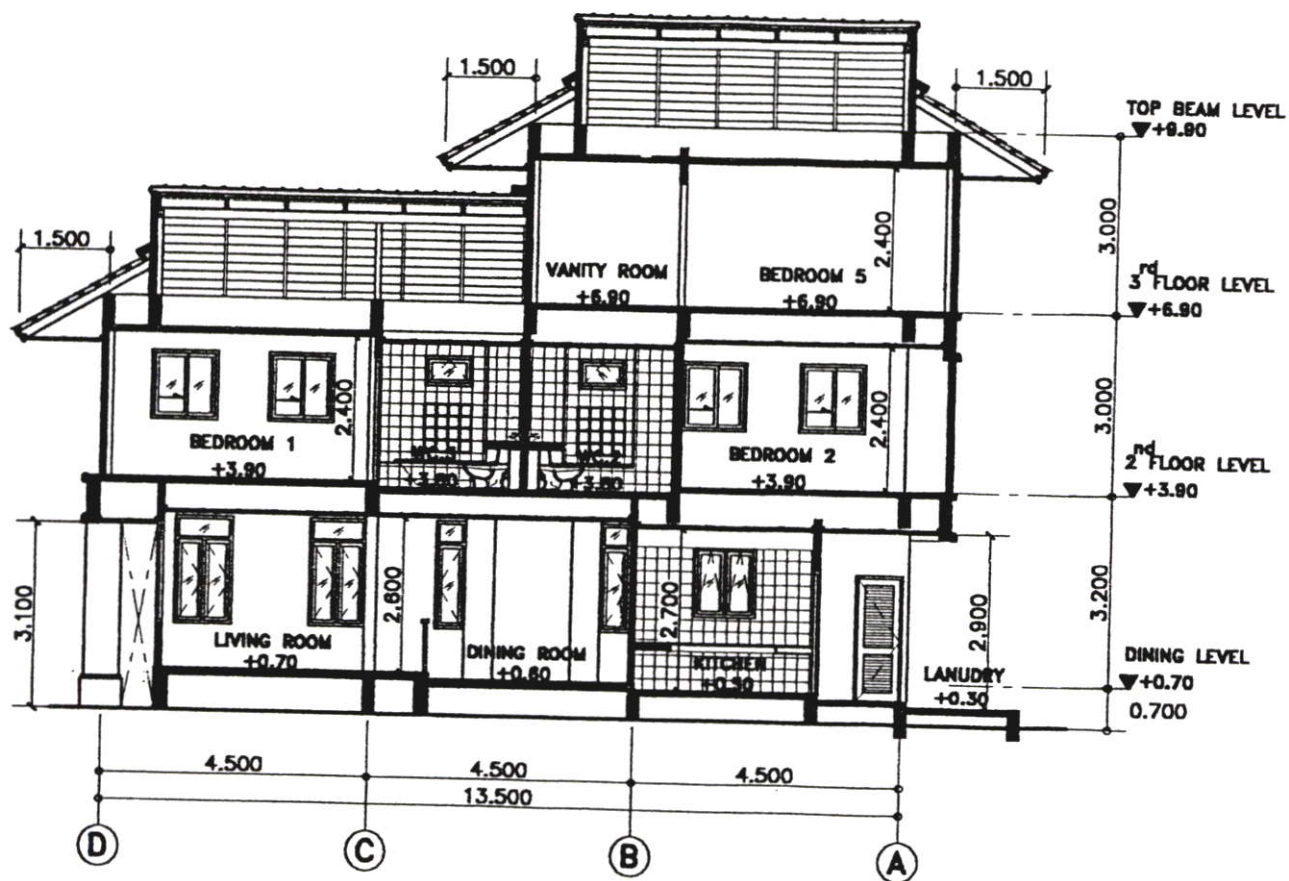 1.500
1.500
TOP BEAM LEVEL
+9.90
1.500
VANITY ROOM
+6.90
BEDROOM 5
+6.90
2.400
3.000
3rd FLOOR LEVEL
+6.90
BEDROOM 1
+3.90
2.400
BEDROOM 2
+3.90
2.400
3.000
2nd FLOOR LEVEL
+3.90
3.100
LIVING ROOM
+0.70
2.600
DINING ROOM
+0.60
2.700
KITCHEN
LANUDRY
+0.30
2.900
3.200
DINING LEVEL
+0.70
0.700
4.500
4.500
4.500
13.500
D
C
B
A